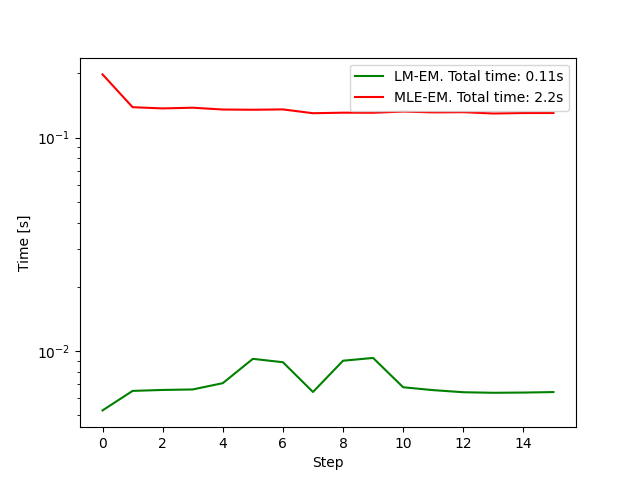 LM-EM. Total time: 0.11s
MLE-EM. Total time: 2.2s
10⁻¹
10⁻²
Time [s]
0 2 4 6 8 10 12 14
Step